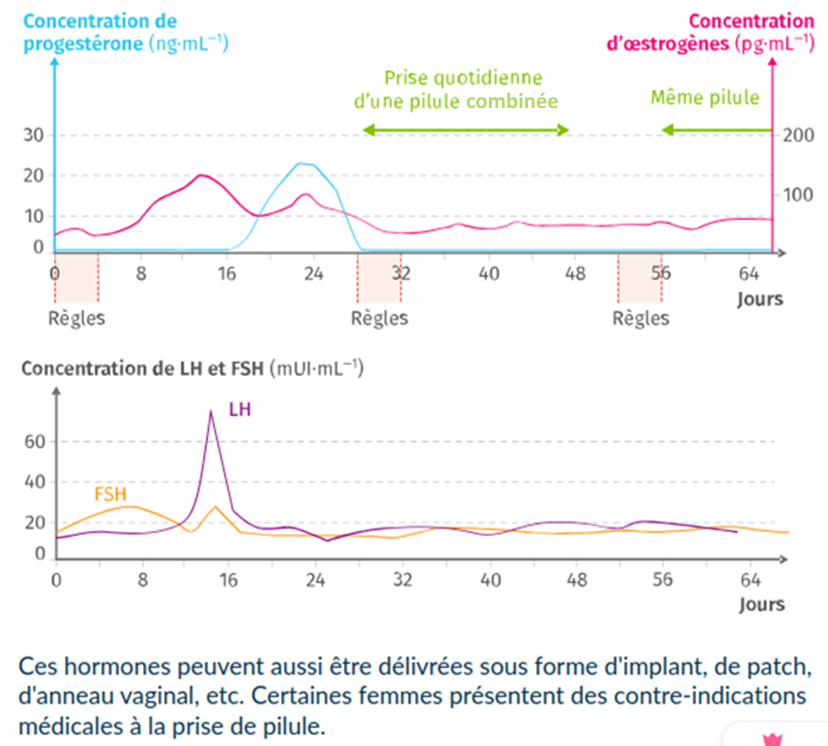 Concentration de
progestérone (ng·mL⁻¹)
Concentration
d'œstrogènes (pg·mL⁻¹)
Prise quotidienne
d'une pilule combinée
Même pilule
30
20
10
0
200
100
0 8 16 24 32 40 48 56 64
Jours
Règles Règles Règles
Concentration de LH et FSH (mUI·mL⁻¹)
LH
FSH
60
40
20
0
0 8 16 24 32 40 48 56 64
Jours
Ces hormones peuvent aussi être délivrées sous forme d'implant, de patch,
d'anneau vaginal, etc. Certaines femmes présentent des contre-indications
médicales à la prise de pilule.